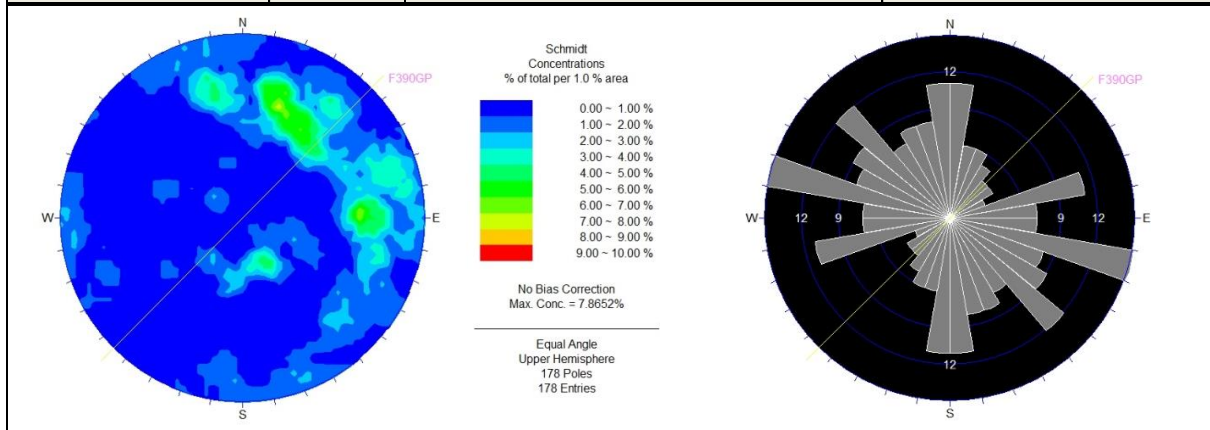 N
F390GP
W
E
S
Schmidt
Concentrations
% of total per 1.0 % area
0.00 ~ 1.00 %
1.00 ~ 2.00 %
2.00 ~ 3.00 %
3.00 ~ 4.00 %
4.00 ~ 5.00 %
5.00 ~ 6.00 %
6.00 ~ 7.00 %
7.00 ~ 8.00 %
8.00 ~ 9.00 %
9.00 ~ 10.00 %
No Bias Correction
Max. Conc. = 7.8652%
Equal Angle
Upper Hemisphere
178 Poles
178 Entries
N
F390GP
12
W 12 9 9 12 E
12
S